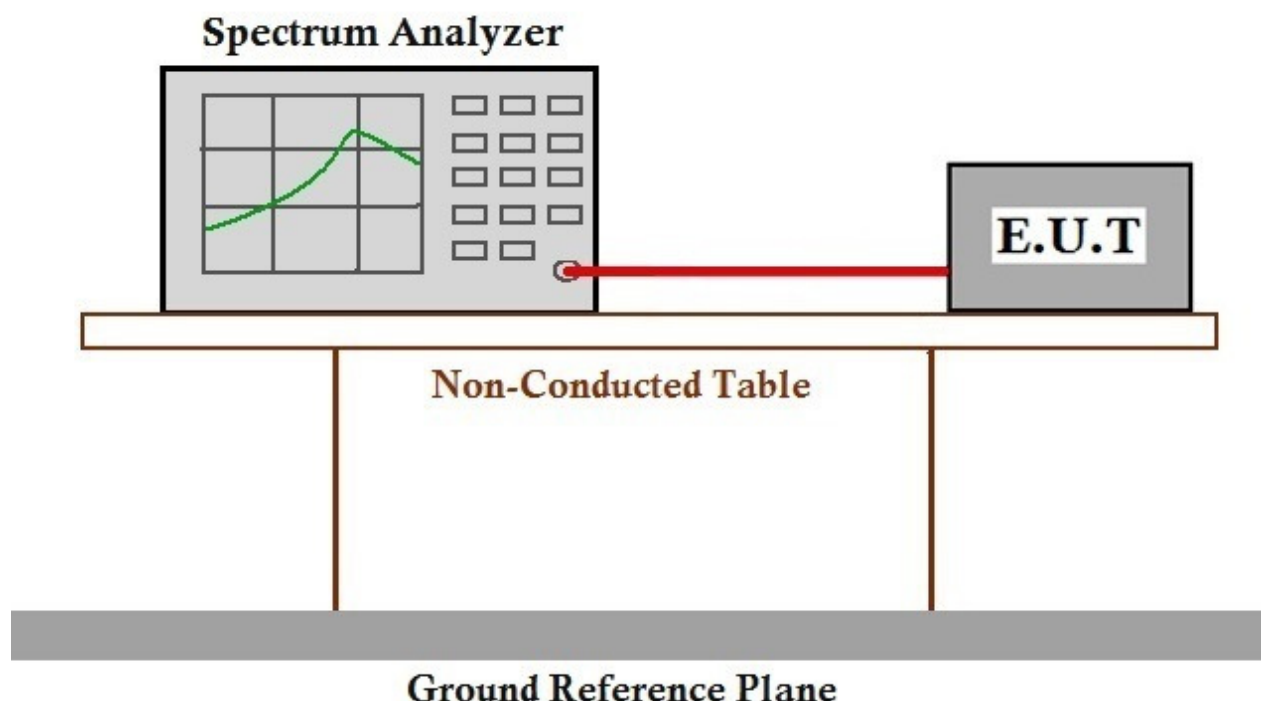 Spectrum Analyzer
E.U.T
Non-Conducted Table
Ground Reference Plane